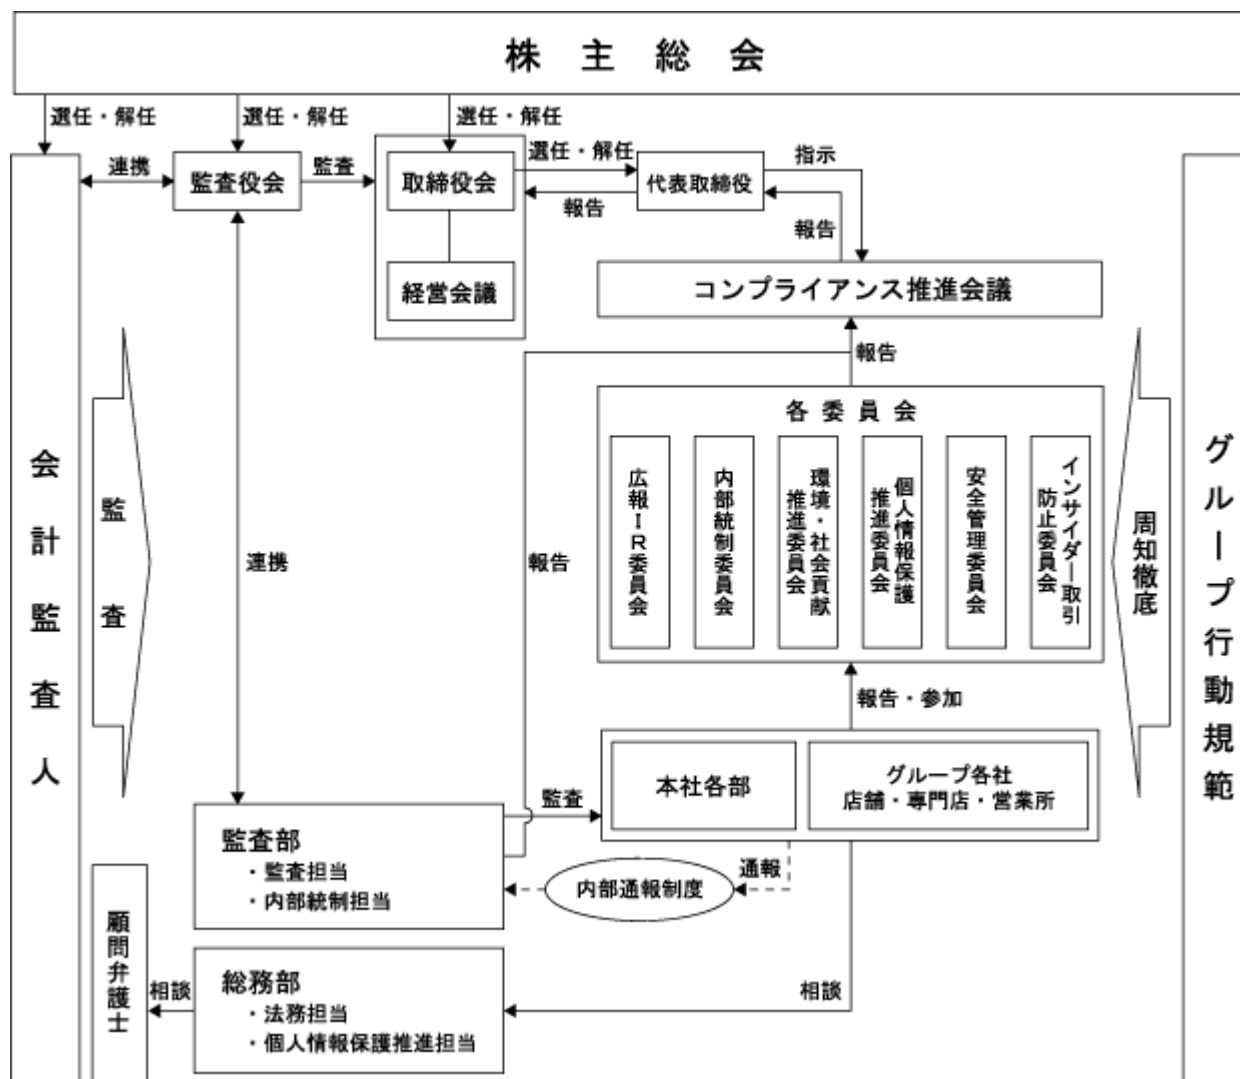 株主総会
選任・解任
選任・解任
選任・解任
連携
監査役会
監査
取締役会
選任・解任
報告
代表取締役
指示
報告
経営会議
コンプライアンス推進会議
報告
各委員会
広報ＩＲ委員会
内部統制委員会
環境・社会貢献
推進委員会
個人情報保護
推進委員会
安全管理委員会
インサイダー取引
防止委員会
会計監査人
監査
連携
報告
周知徹底
グループ行動規範
報告・参加
本社各部
グループ各社
店舗・専門店・営業所
監査
監査部
・監査担当
・内部統制担当
内部通報制度
通報
顧問弁護士
相談
総務部
・法務担当
・個人情報保護推進担当
相談